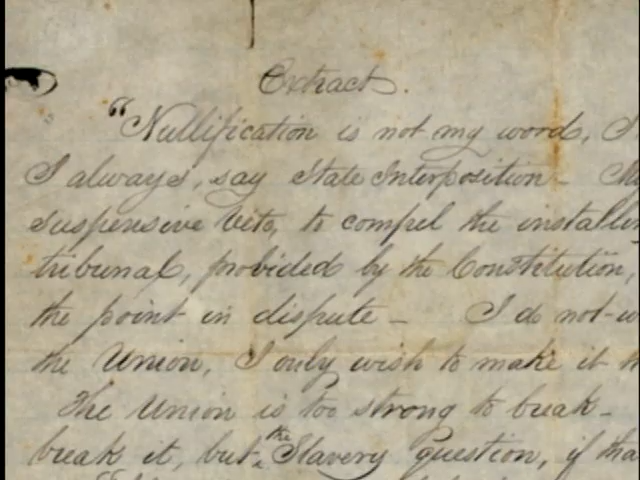 Extract.
"Nullification is not my word, I
I always, say State Interposition-
suspensive veto, to compel the
tribunal, provided by the Constitution,
the point in dispute - I do not
the Union, I only wish to make it
The Union is too strong to break-
break it, but the Slavery question, if